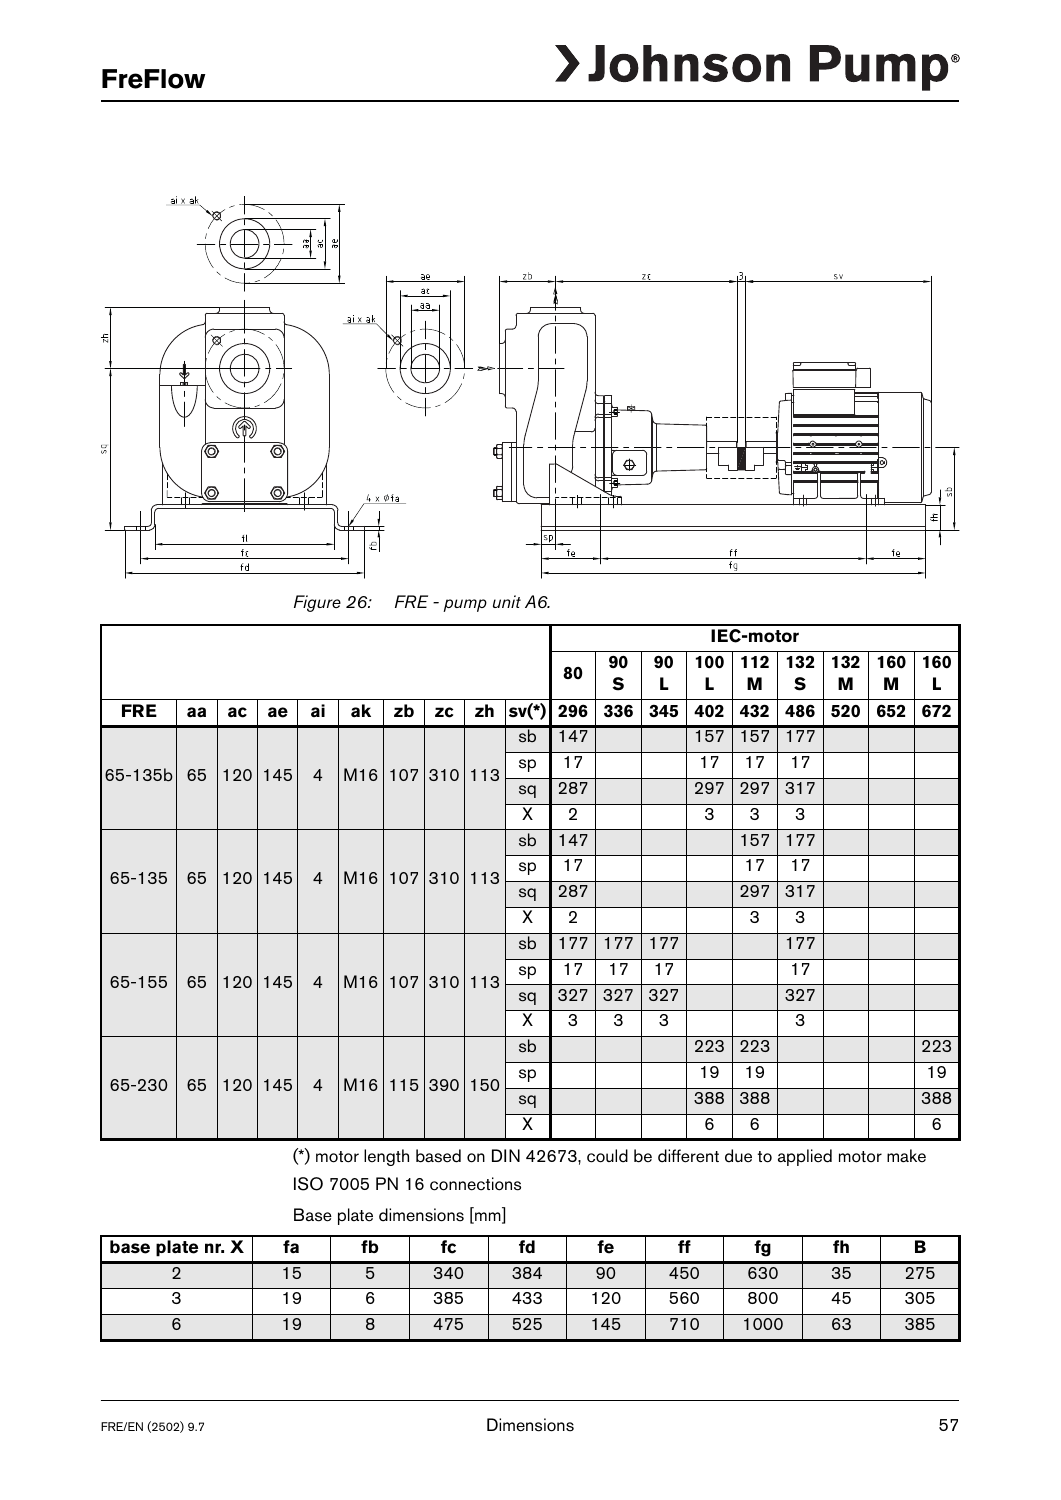 FreFlow
Johnson Pump®
ai x ak
aa
ac
ae
zh
sq
ae
ac
aa
ai x ak
4 x Øfa
fb
fl
fc
fd
zb
zc
3
sv
sb
fh
sp
fe
ff
fe
fg
Figure 26: FRE - pump unit A6.
IEC-motor
80 90 S 90 L 100 L 112 M 132 S 132 M 160 M 160 L
FRE aa ac ae ai ak zb zc zh sv(*) 296 336 345 402 432 486 520 652 672
65-135b 65 120 145 4 M16 107 310 113
sb 147 157 157 177
sp 17 17 17 17
sq 287 297 297 317
X 2 3 3 3
65-135 65 120 145 4 M16 107 310 113
sb 147 157 177
sp 17 17 17
sq 287 297 317
X 2 3 3
65-155 65 120 145 4 M16 107 310 113
sb 177 177 177 177
sp 17 17 17 17
sq 327 327 327 327
X 3 3 3 3
65-230 65 120 145 4 M16 115 390 150
sb 223 223 223
sp 19 19 19
sq 388 388 388
X 6 6 6
(*) motor length based on DIN 42673, could be different due to applied motor make
ISO 7005 PN 16 connections
Base plate dimensions [mm]
base plate nr. X fa fb fc fd fe ff fg fh B
2 15 5 340 384 90 450 630 35 275
3 19 6 385 433 120 560 800 45 305
6 19 8 475 525 145 710 1000 63 385
FRE/EN (2502) 9.7
Dimensions
57